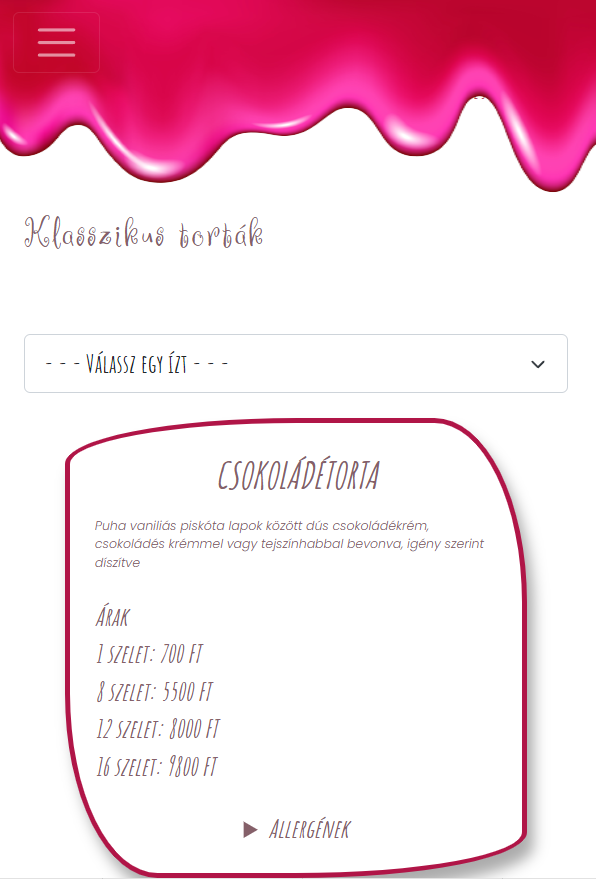 Klasszikus torták
- - - Válassz egy ízt - - -
CSOKOLÁDÉTORTA
Puha vaniliás piskóta lapok között dús csokoládékrém,
csokoládés krémmel vagy tejszínhabbal bevonva, igény szerint
díszítve
Árak
1 szelet: 700 Ft
8 szelet: 5500 Ft
12 szelet: 8000 Ft
16 szelet: 9800 Ft
▶ Allergének